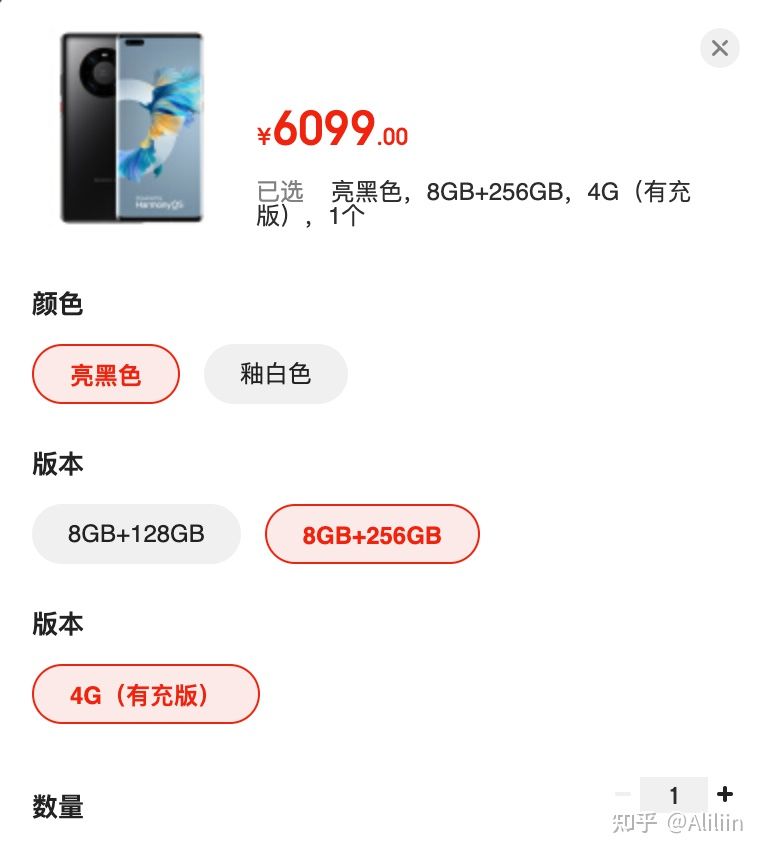 ¥6099.00
已选 亮黑色，8GB+256GB，4G（有充
版），1个
HarmonyOS
颜色
亮黑色
釉白色
版本
8GB+128GB
8GB+256GB
版本
4G（有充版）
数量
1
知乎 @Aliliin